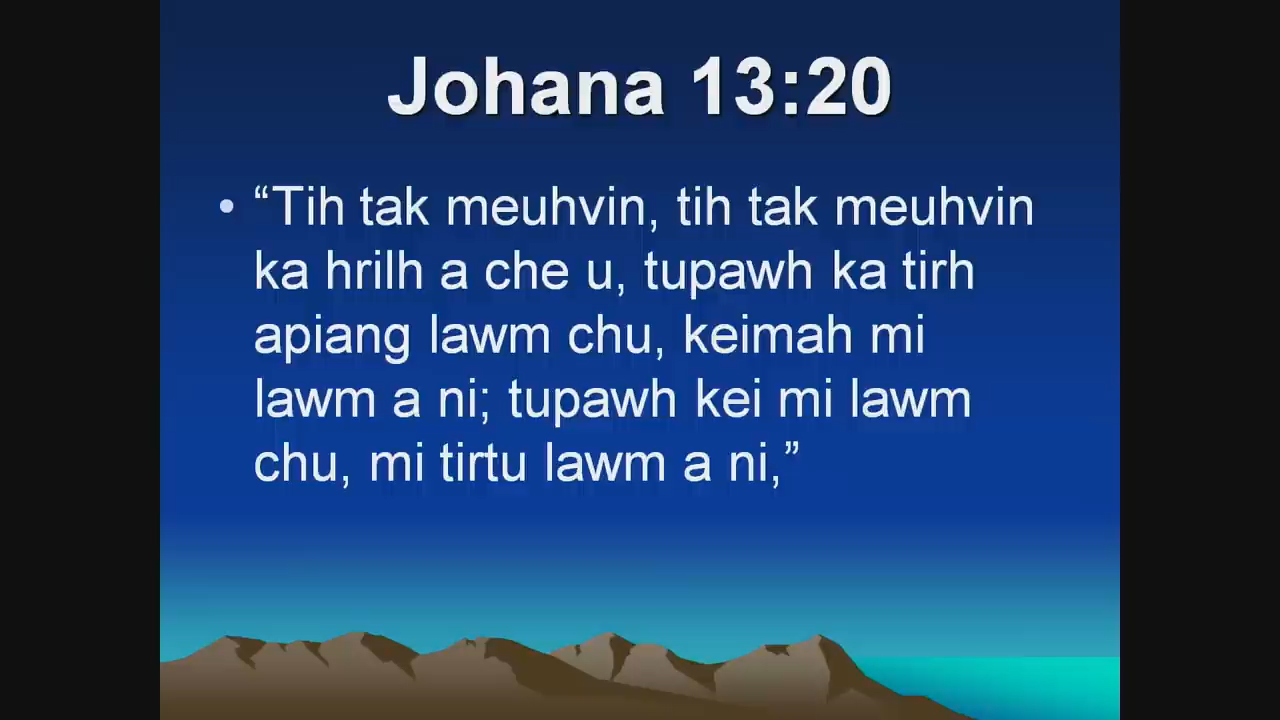 Johana 13:20
• “Tih tak meuhvin, tih tak meuhvin
ka hrilh a che u, tupawh ka tirh
apiang lawm chu, keimah mi
lawm a ni; tupawh kei mi lawm
chu, mi tirtu lawm a ni,”